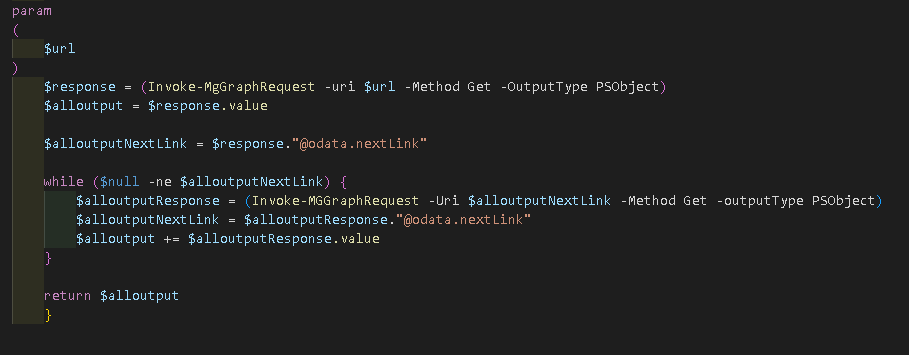 param
(
    $url
)
    $response = (Invoke-MgGraphRequest -uri $url -Method Get -OutputType PSObject)
    $alloutput = $response.value
    $alloutputNextLink = $response."@odata.nextLink"
    while ($null -ne $alloutputNextLink) {
        $alloutputResponse = (Invoke-MGGraphRequest -Uri $alloutputNextLink -Method Get -outputType PSObject)
        $alloutputNextLink = $alloutputResponse."@odata.nextLink"
        $alloutput += $alloutputResponse.value
    }
    return $alloutput
    }